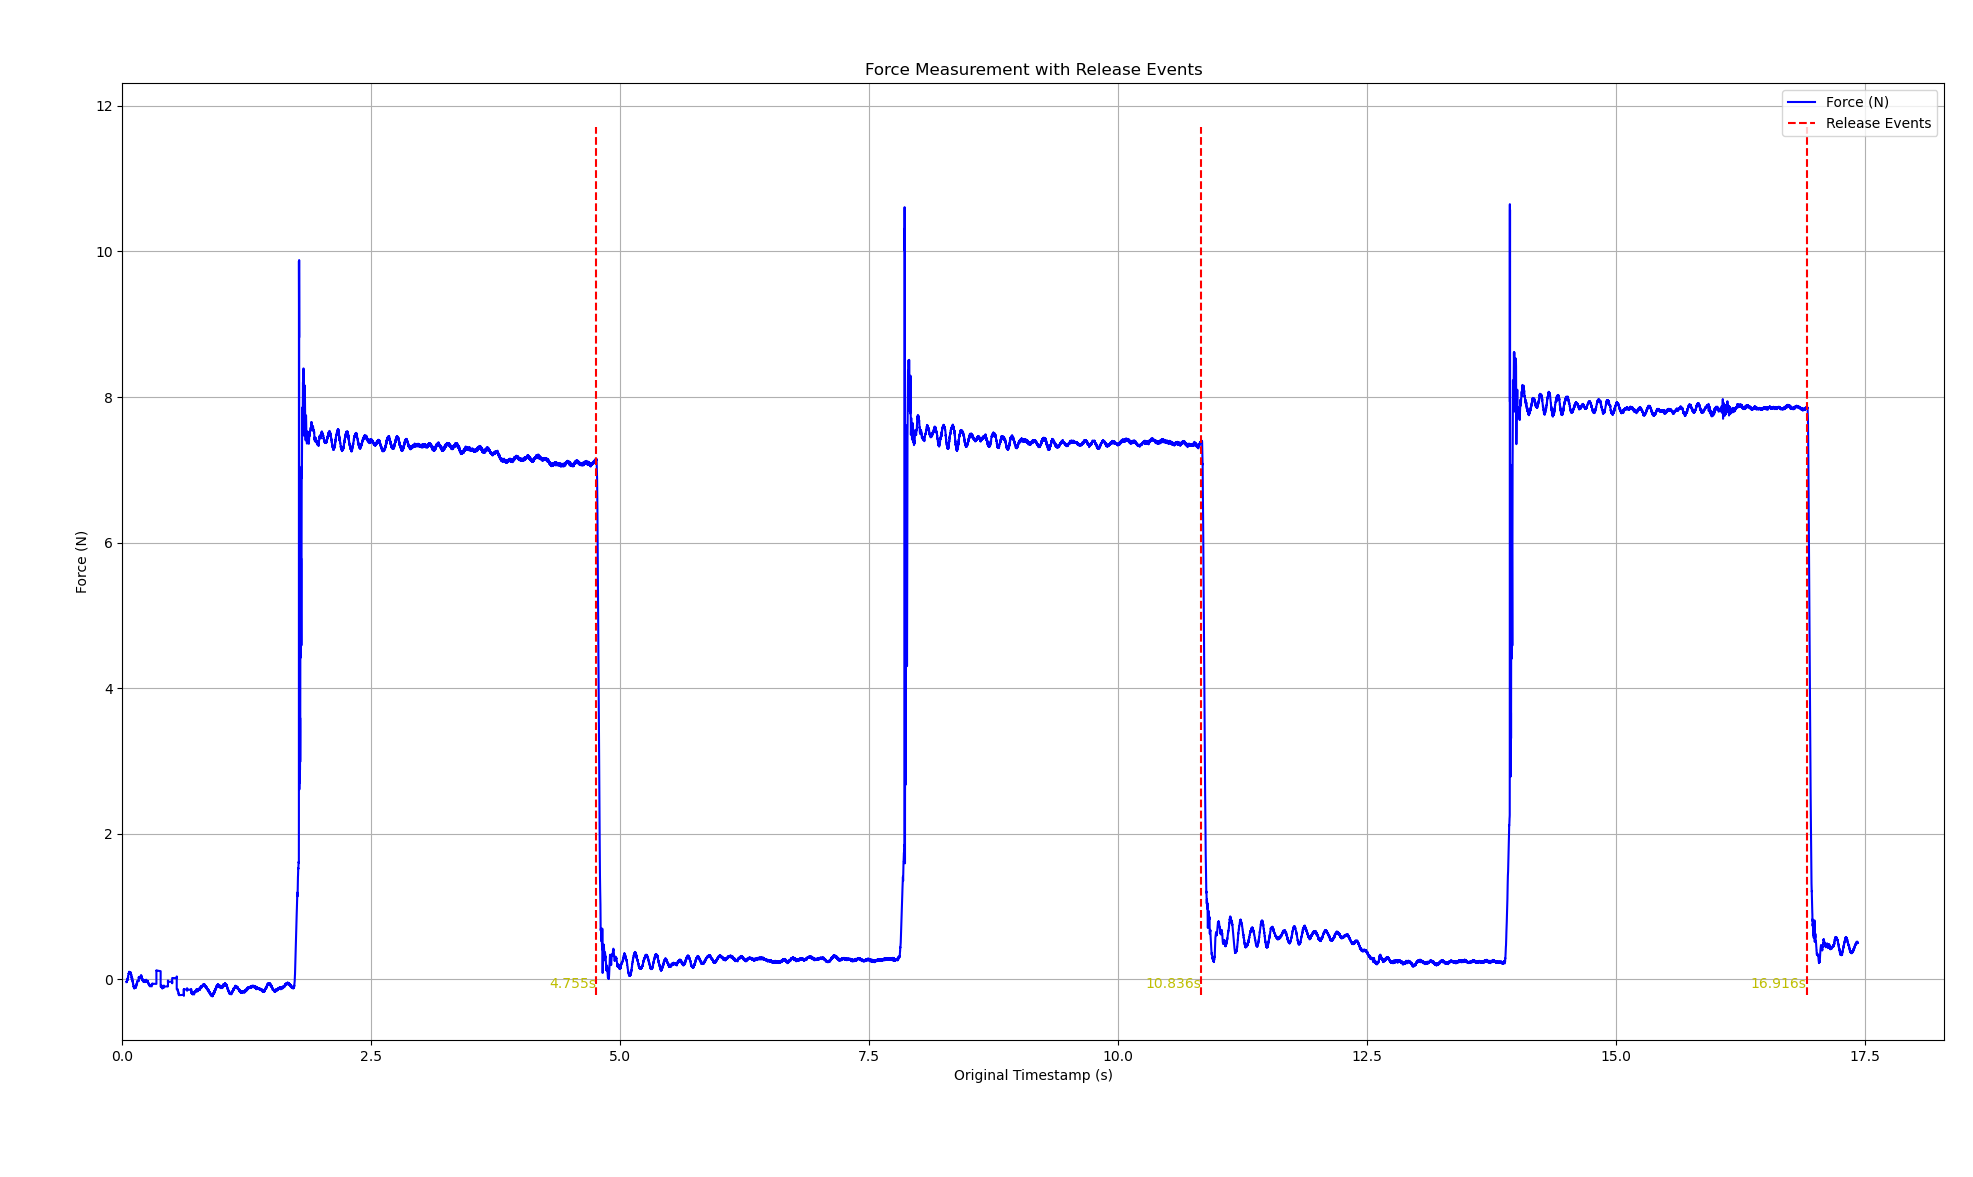 Force Measurement with Release Events
Force (N)
Release Events
12
10
8
6
4
2
0
Force (N)
4.755s
10.836s
16.916s
0.0
2.5
5.0
7.5
10.0
12.5
15.0
17.5
Original Timestamp (s)